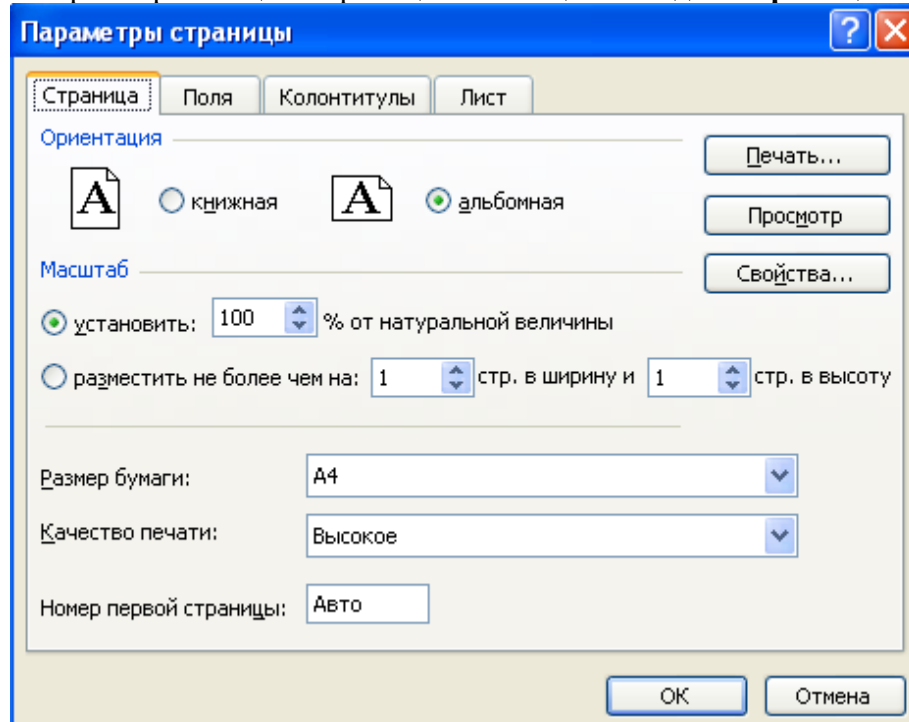 Параметры страницы
Страница Поля Колонтитулы Лист
Ориентация
Печать...
A книжная A альбомная
Просмотр
Масштаб
Свойства...
установить: 100 % от натуральной величины
разместить не более чем на: 1 стр. в ширину и 1 стр. в высоту
Размер бумаги: A4
Качество печати: Высокое
Номер первой страницы: Авто
ОК Отмена